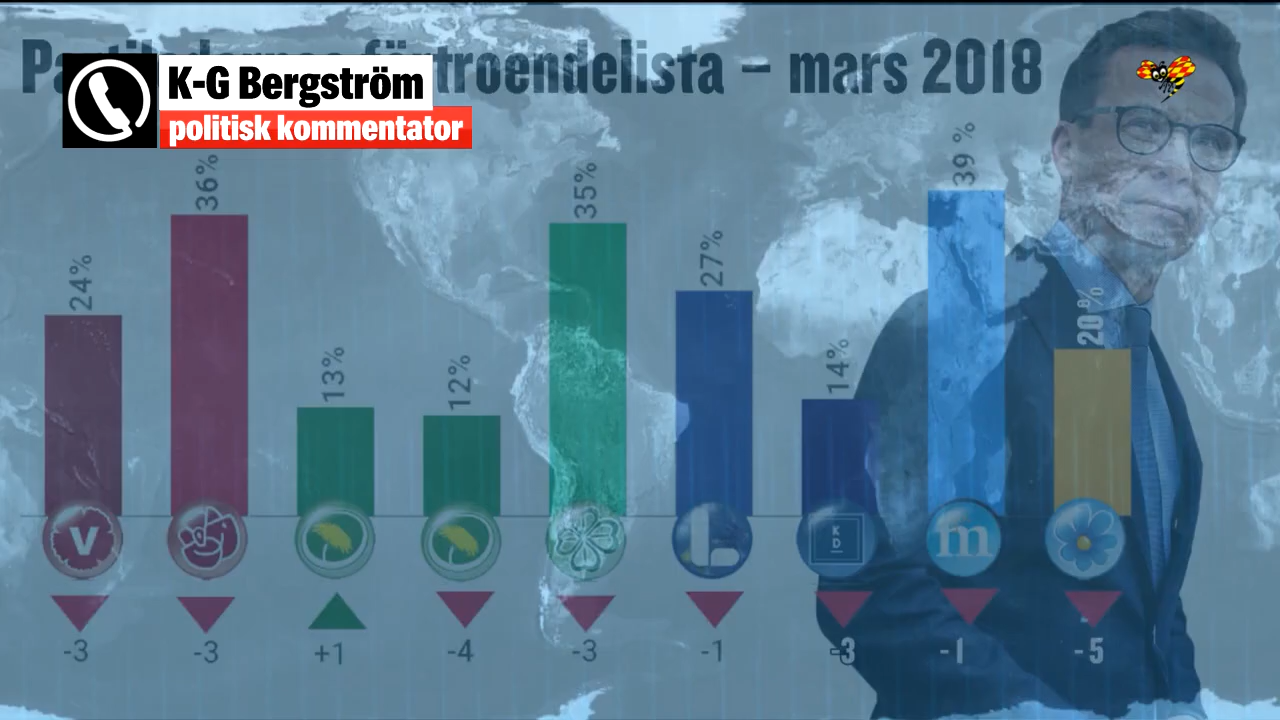 förtroendelista – mars 2018
K-G Bergström
politisk kommentator
24%
36%
13%
12%
35%
27%
14%
39 %
20%
V
L
K
D
m
-3
-3
+1
-4
-3
-1
-3
-1
-5